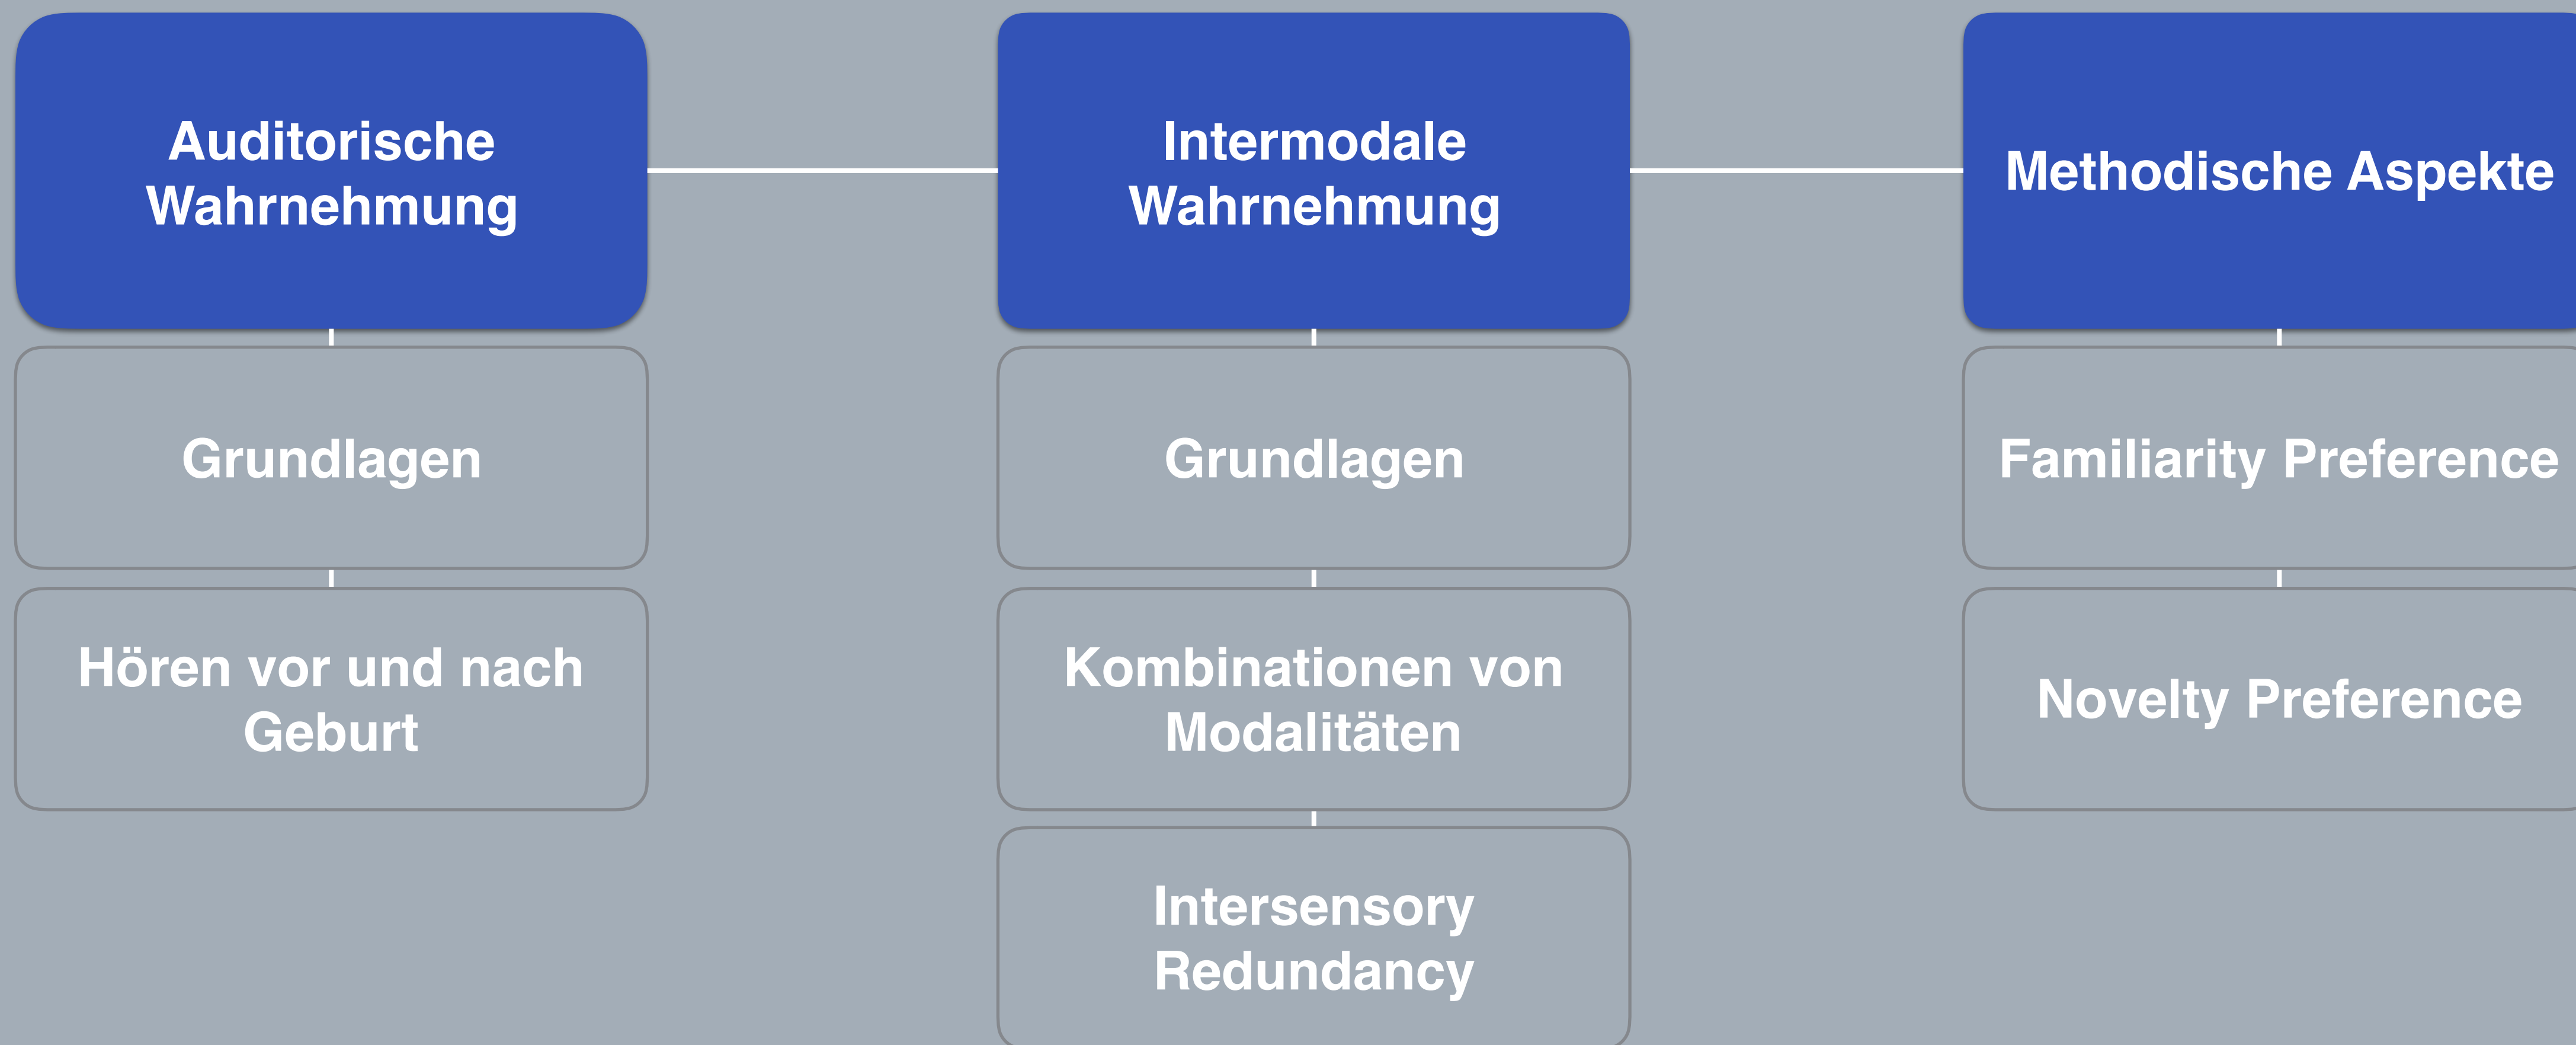 Auditorische
Wahrnehmung
Grundlagen
Hören vor und nach
Geburt
Intermodale
Wahrnehmung
Grundlagen
Kombinationen von
Modalitäten
Intersensory
Redundancy
Methodische Aspekte
Familiarity Preference
Novelty Preference